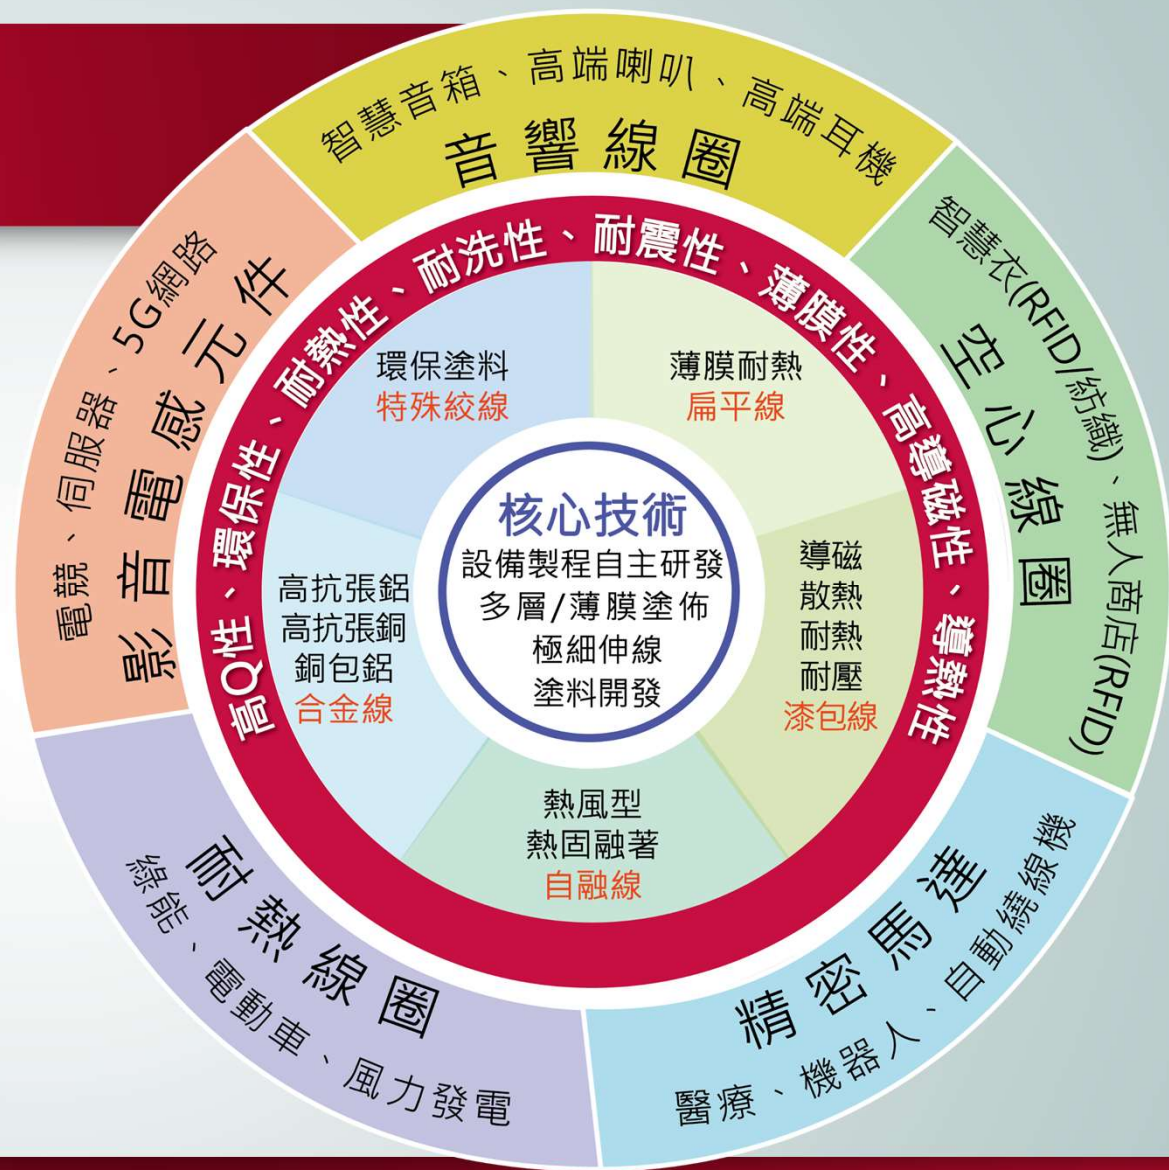 智慧音箱、高端喇叭、高端耳機
音響線圈
智慧衣(RFID/紡織)、無人商店(RFID)
空心線圈
精密馬達
醫療、機器人、自動繞線機
耐熱線圈
綠能、電動車、風力發電
電競、伺服器、5G網路
影音電感元件
高Q性、環保性、耐熱性、耐洗性、耐震性、薄膜性、高導磁性、導熱性
環保塗料
特殊絞線
薄膜耐熱
扁平線
導磁
散熱
耐熱
耐壓
漆包線
熱風型
熱固融著
自融線
高抗張鋁
高抗張銅
銅包鋁
合金線
核心技術
設備製程自主研發
多層/薄膜塗佈
極細伸線
塗料開發